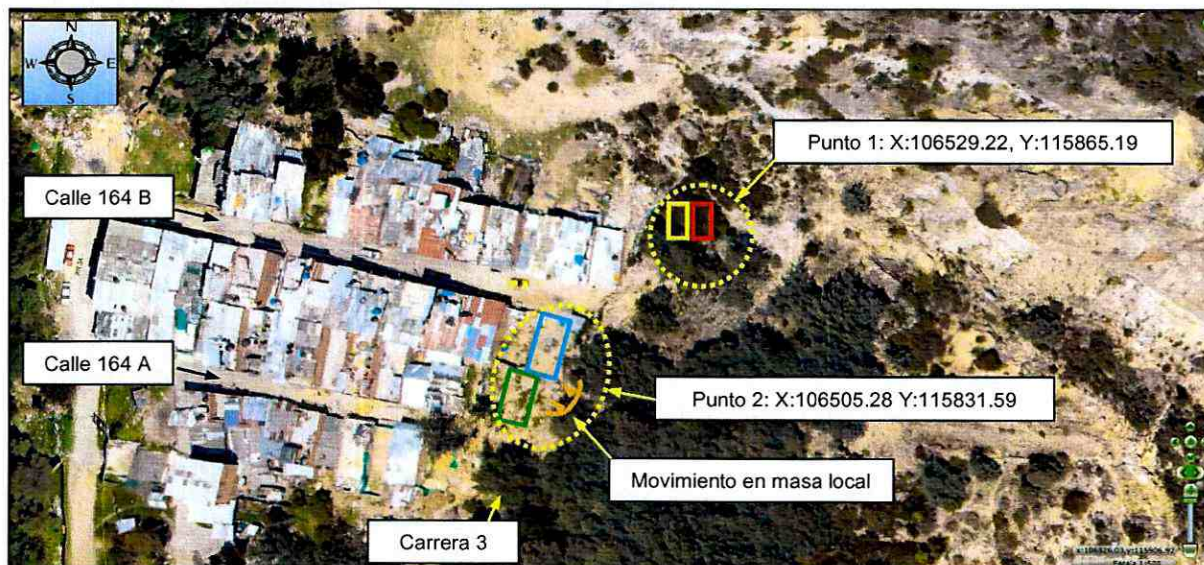 N
W E
S
Punto 1: X:106529.22, Y:115865.19
Calle 164 B
Calle 164 A
Punto 2: X:106505.28 Y:115831.59
Movimiento en masa local
Carrera 3